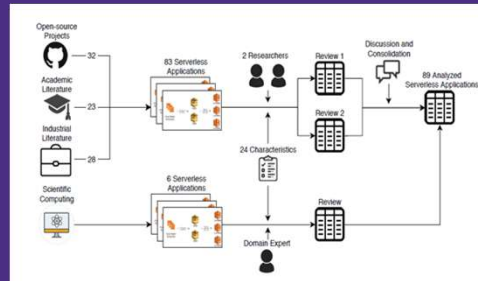 Open-source
Projects
32
Academic
Literature
23
Industrial
Literature
28
Scientific
Computing
83 Serverless
Applications
6 Serverless
Applications
2 Researchers
24 Characteristics
Domain Expert
Review 1
Review 2
Review
Discussion and
Consolidation
89 Analyzed
Serverless Applications